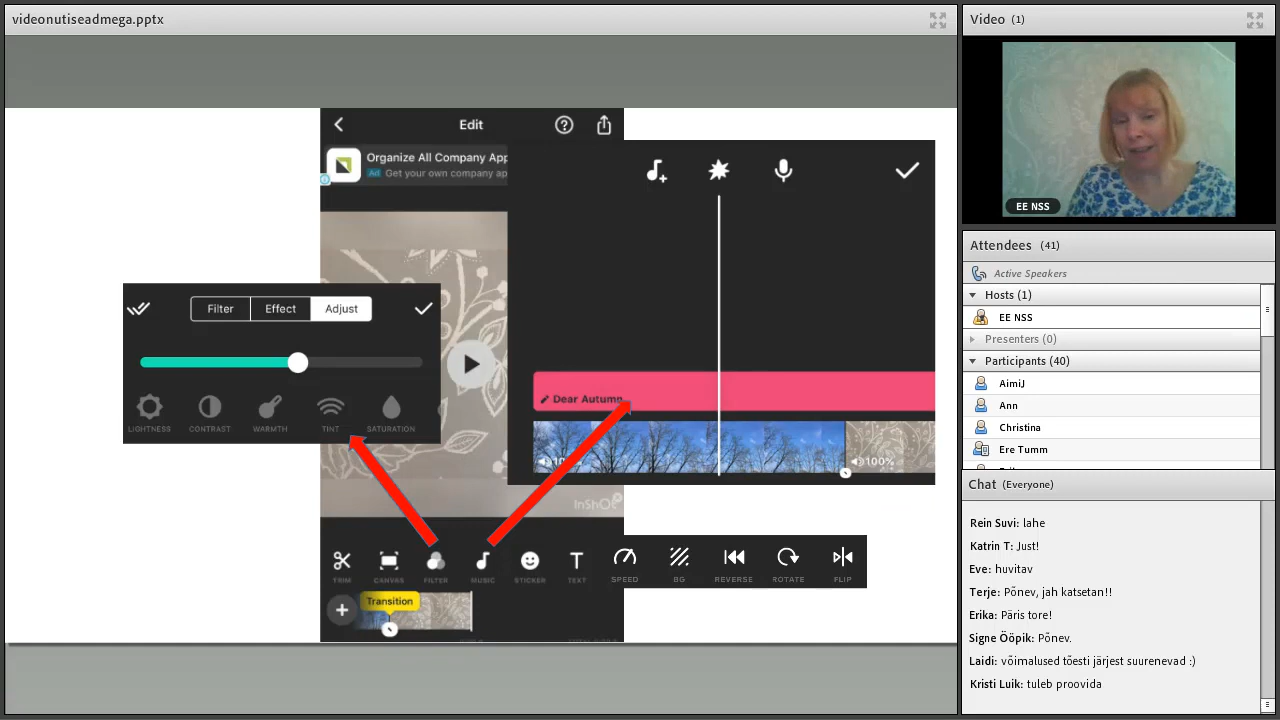 videonutiseadmega.pptx
Edit
Organize All Company App
Ad Get your own company ap
Filter Effect Adjust
LIGHTNESS CONTRAST WARMTH TINT SATURATION
Dear Autumn
100%
InShOt
TRIM CANVAS FILTER MUSIC STICKER TEXT SPEED BG REVERSE ROTATE FLIP
Transition
Video (1)
EE NSS
Attendees (41)
Active Speakers
Hosts (1)
EE NSS
Presenters (0)
Participants (40)
AimiJ
Ann
Christina
Ere Tumm
Chat (Everyone)
Rein Suvi: lahe
Katrin T: Just!
Eve: huvitav
Terje: Põnev, jah katsetan!!
Erika: Päris tore!
Signe Ööpik: Põnev.
Laidi: võimalused tõesti järjest suurenevad :)
Kristi Luik: tuleb proovida